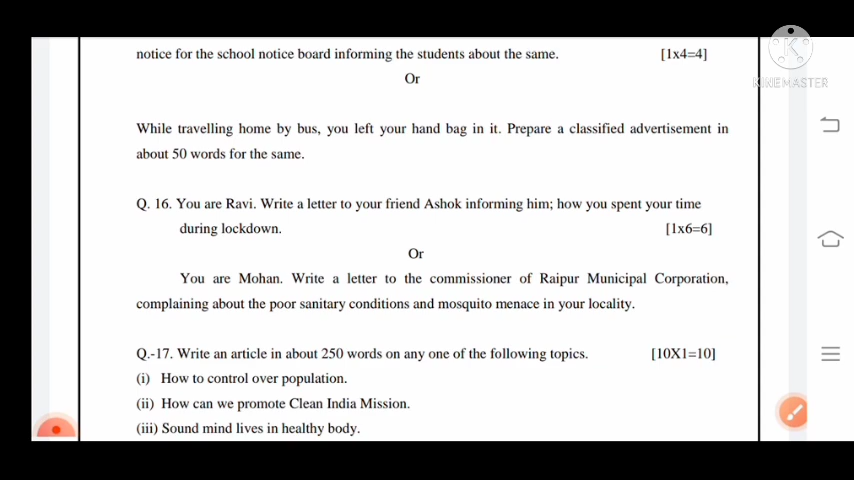 notice for the school notice board informing the students about the same. [1x4=4]
Or
While travelling home by bus, you left your hand bag in it. Prepare a classified advertisement in
about 50 words for the same.
Q. 16. You are Ravi. Write a letter to your friend Ashok informing him; how you spent your time
during lockdown. [1x6=6]
Or
You are Mohan. Write a letter to the commissioner of Raipur Municipal Corporation,
complaining about the poor sanitary conditions and mosquito menace in your locality.
Q.-17. Write an article in about 250 words on any one of the following topics. [10X1=10]
(i) How to control over population.
(ii) How can we promote Clean India Mission.
(iii) Sound mind lives in healthy body.
K
KINEMASTER